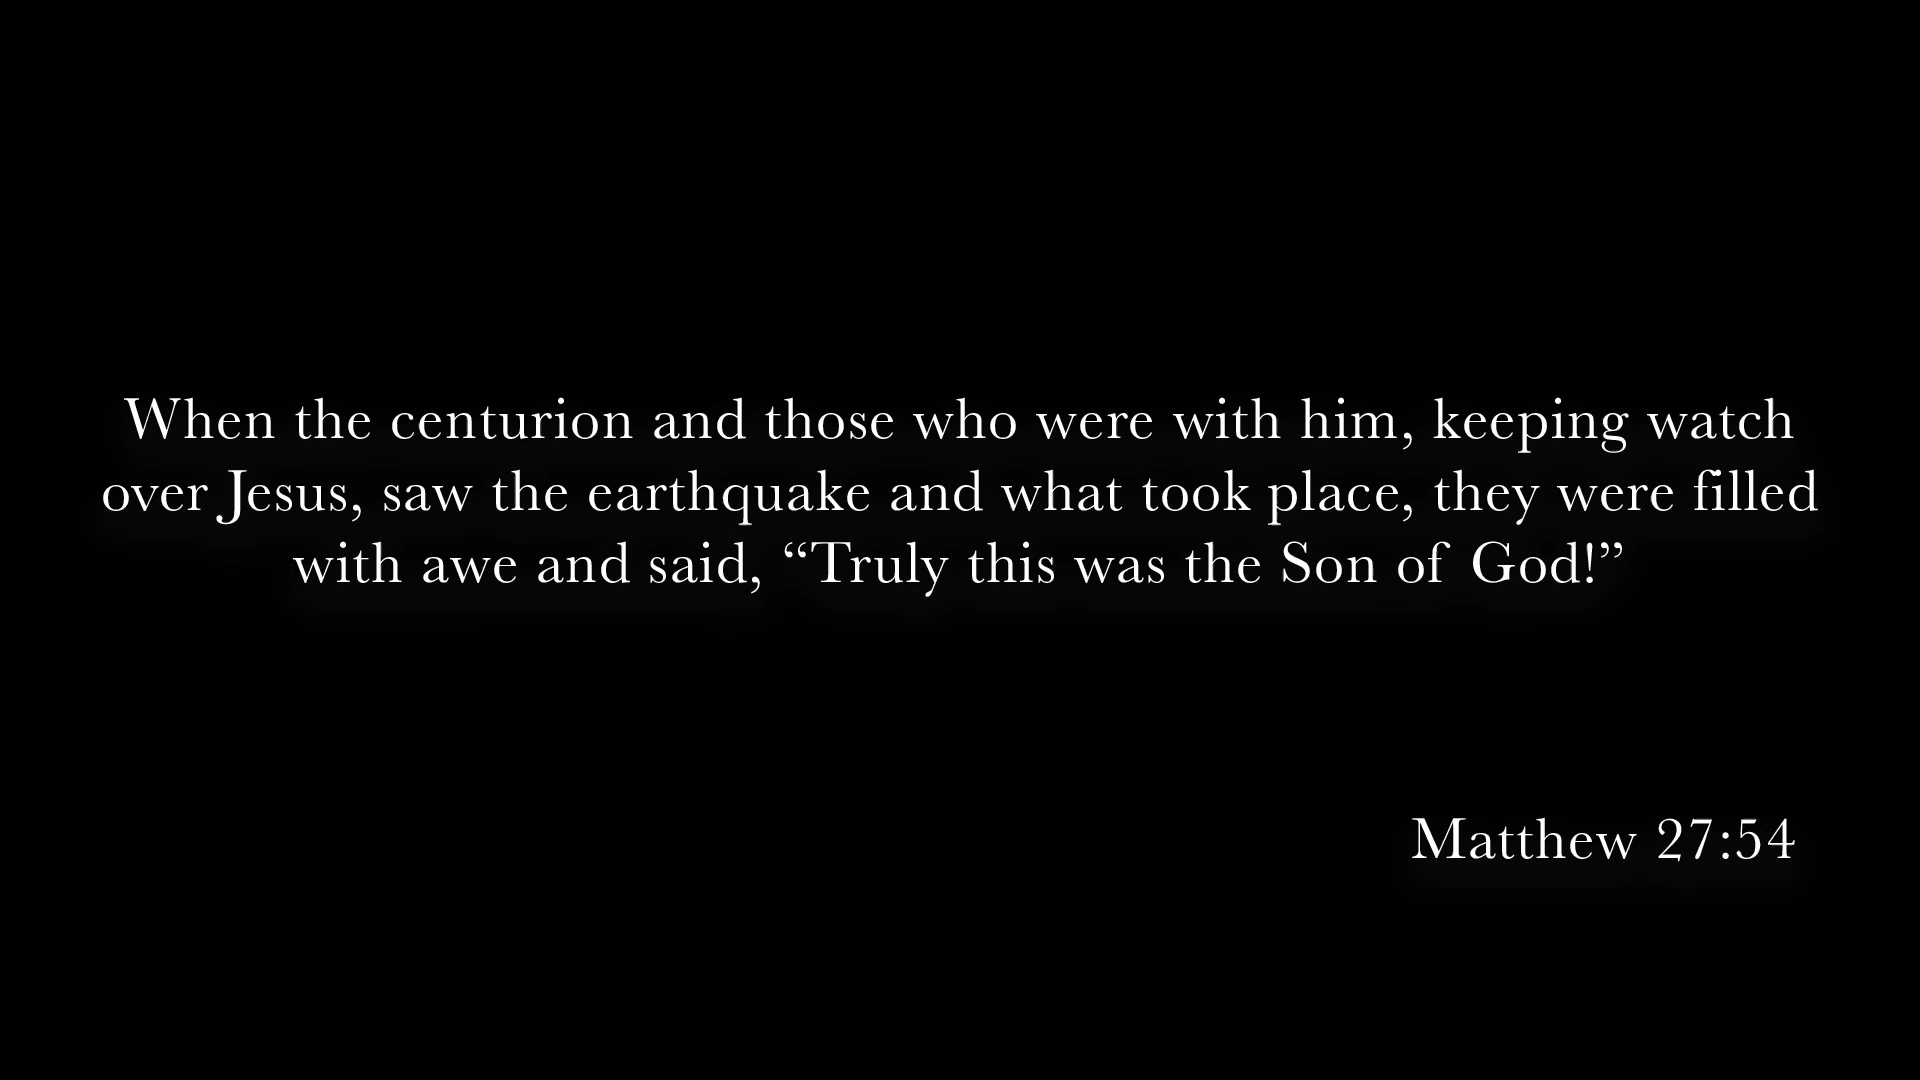 When the centurion and those who were with him, keeping watch
over Jesus, saw the earthquake and what took place, they were filled
with awe and said, “Truly this was the Son of God!”
Matthew 27:54